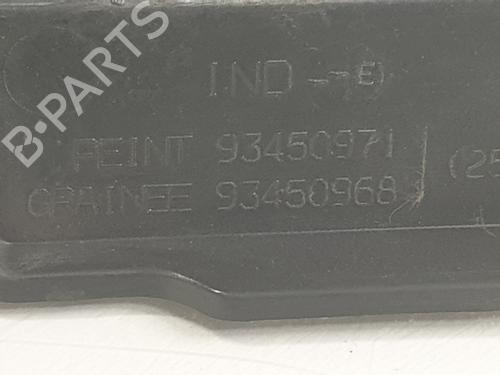 IND - E
PEINT 93450971
GRAINEE 93450968
(25
B-PARTS